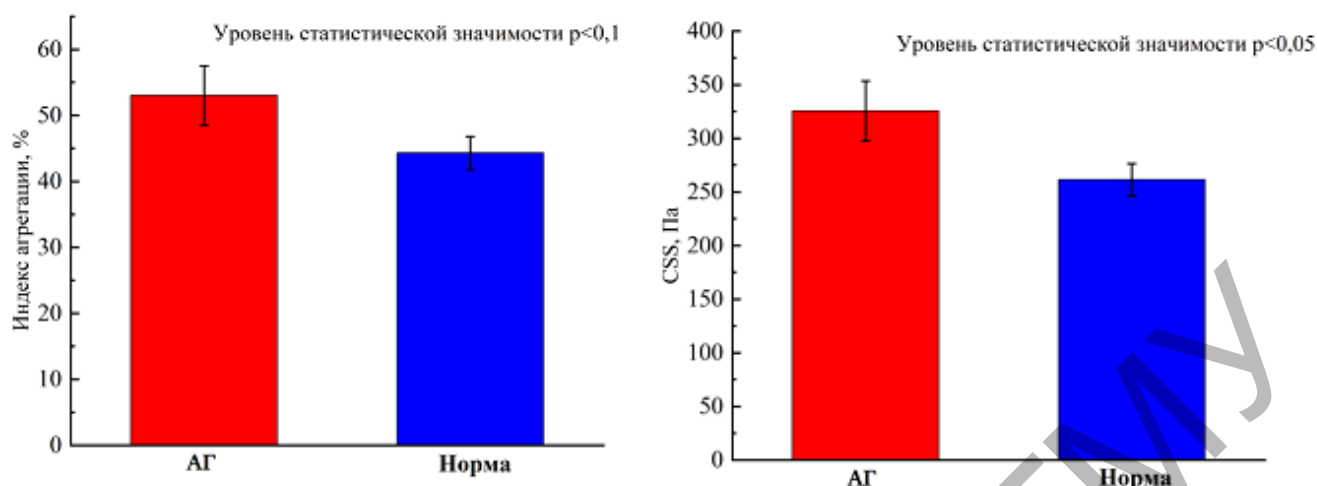 Уровень статистической значимости p<0,1
Индекс агрегации, %
60
50
40
30
20
10
0
АГ
Норма
Уровень статистической значимости p<0,05
CSS, Па
400
350
300
250
200
150
100
50
0
АГ
Норма